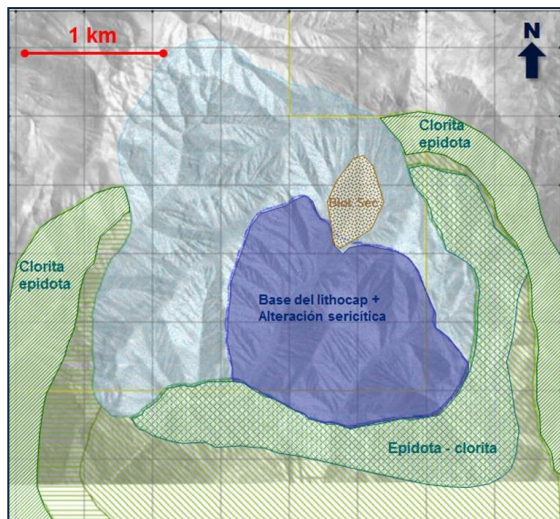 1 km
N
Clorita
epidota
Biot Sec
Clorita
epidota
Base del lithocap +
Alteración sericítica
Epidota - clorita